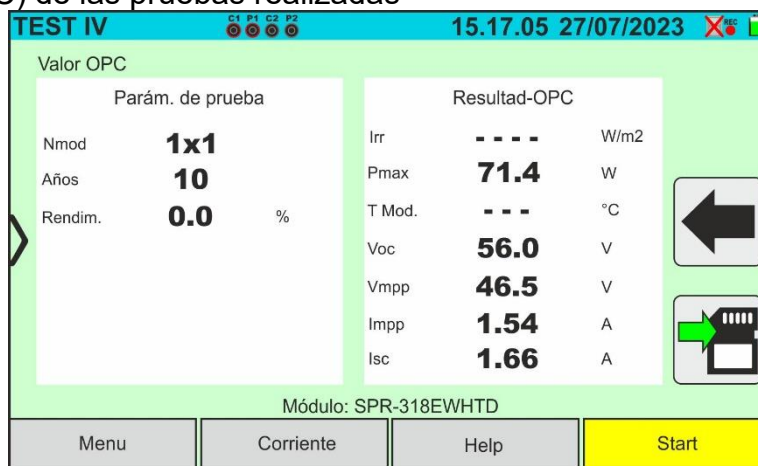 ) de las pruebas realizadas
TEST IV C1 P1 C2 P2 15.17.05 27/07/2023 REC
Valor OPC
Parám. de prueba
Nmod 1x1
Años 10
Rendim. 0.0 %
Resultad-OPC
Irr - - - - W/m2
Pmax 71.4 W
T Mod. - - - °C
Voc 56.0 V
Vmpp 46.5 V
Impp 1.54 A
Isc 1.66 A
Módulo: SPR-318EWHTD
Menu Corriente Help Start